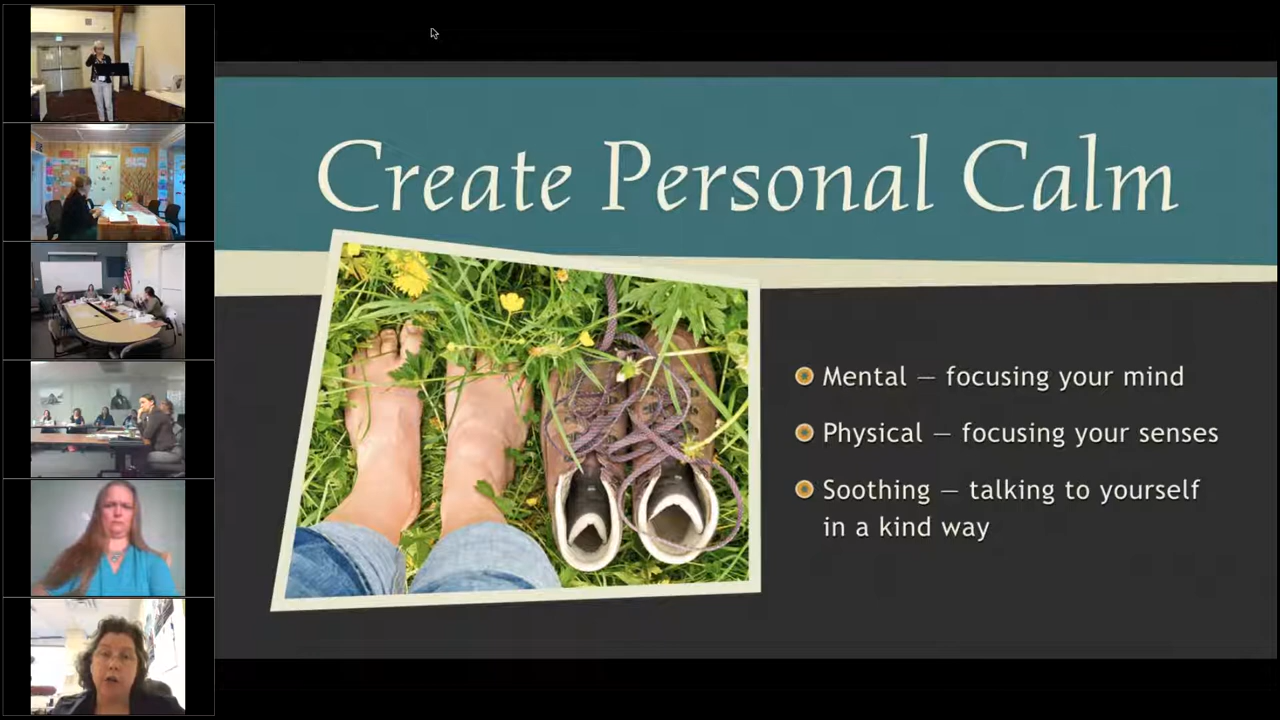 Create Personal Calm
Mental — focusing your mind
Physical — focusing your senses
Soothing — talking to yourself
in a kind way